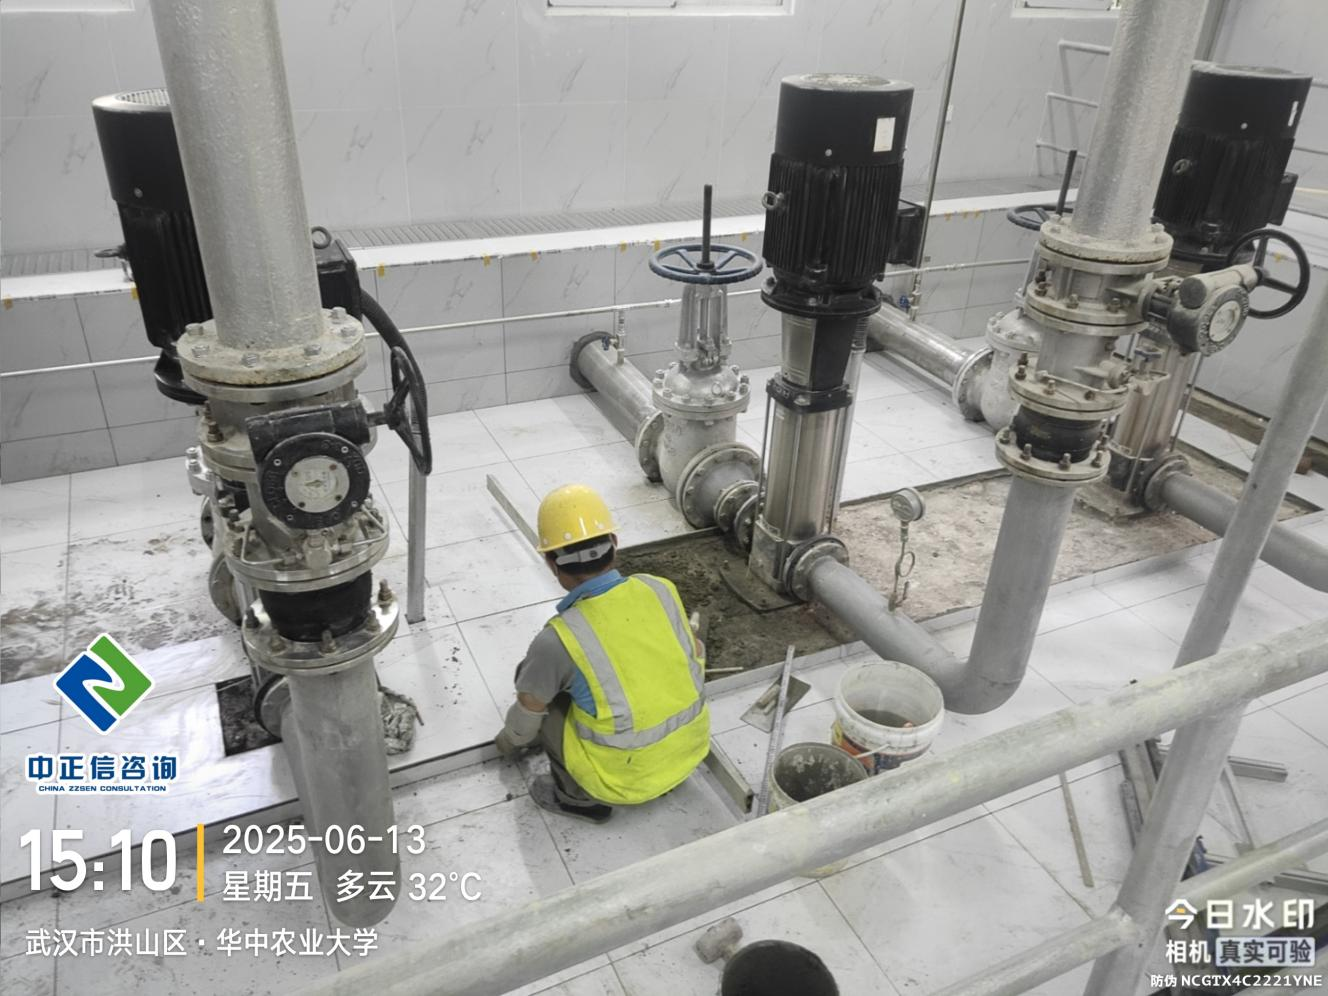 中正信咨询
CHINA ZZSEN CONSULTATION
15:10
2025-06-13
星期五 多云 32°C
武汉市洪山区·华中农业大学
今日水印
相机 真实可验
防伪 NCGTX4C2221YNE